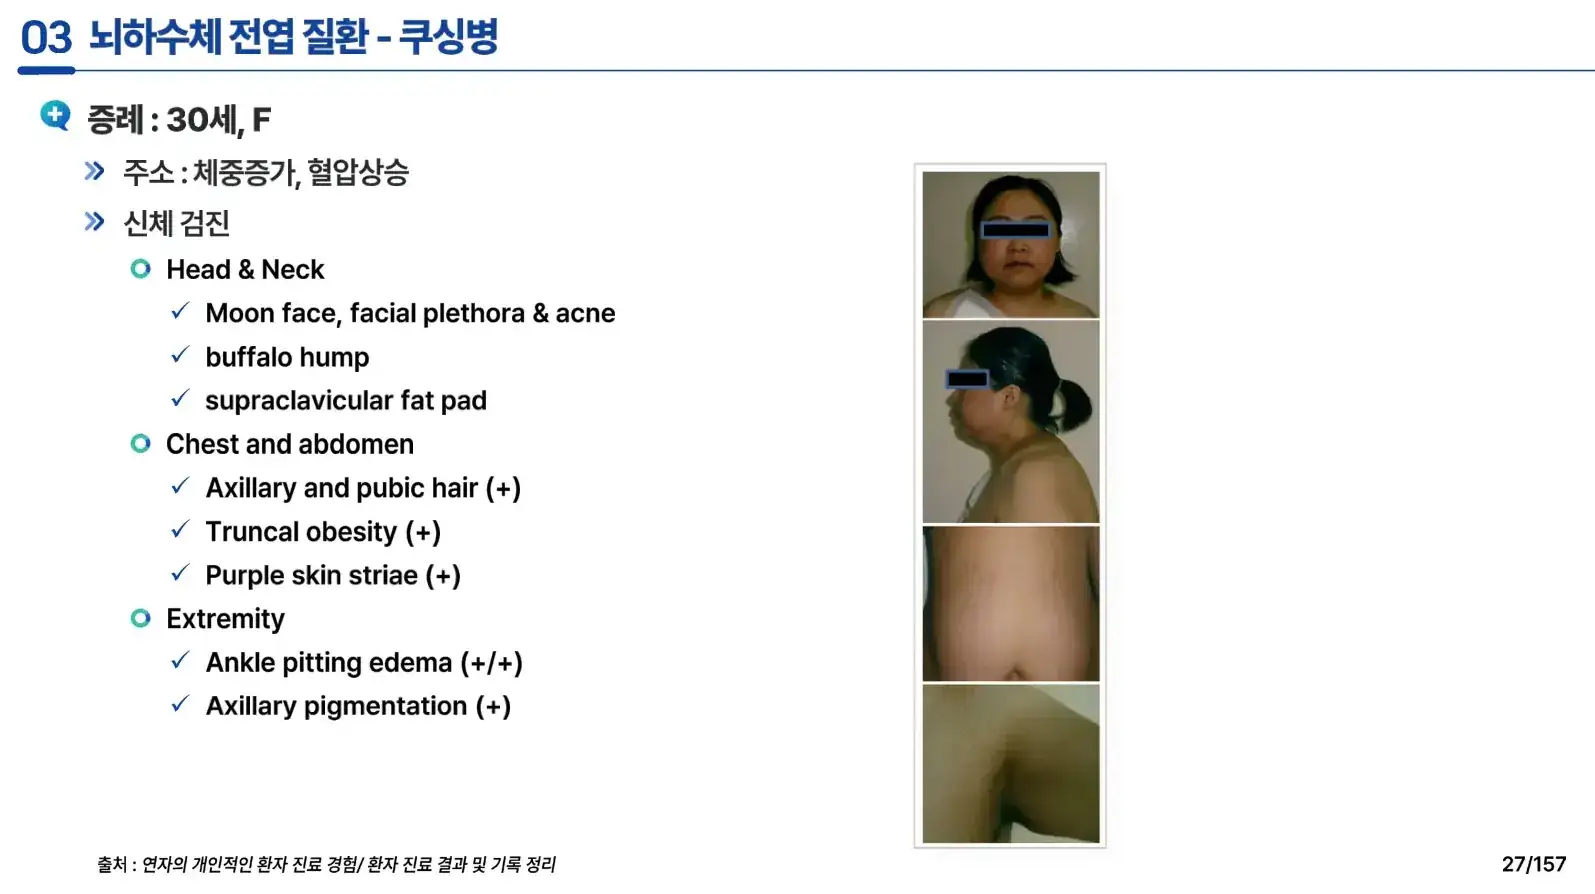 03 뇌하수체 전엽 질환 - 쿠싱병
증례 : 30세, F
주소 : 체중증가, 혈압상승
신체 검진
Head & Neck
Moon face, facial plethora & acne
buffalo hump
supraclavicular fat pad
Chest and abdomen
Axillary and pubic hair (+)
Truncal obesity (+)
Purple skin striae (+)
Extremity
Ankle pitting edema (+/+)
Axillary pigmentation (+)
출처 : 연자의 개인적인 환자 진료 경험/ 환자 진료 결과 및 기록 정리
27/157